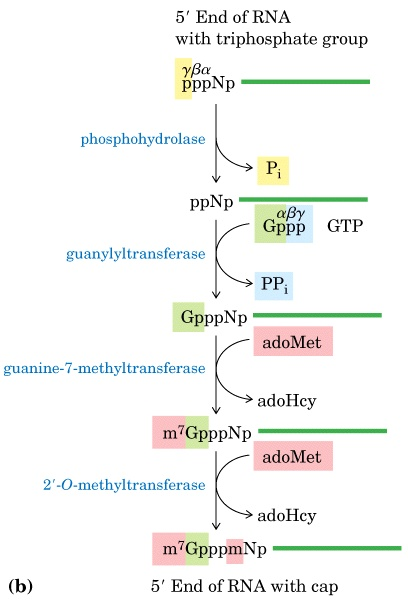 5′ End of RNA
with triphosphate group
γβα
pppNp
phosphohydrolase
Pi
ppNp
αβγ
Gppp GTP
guanylyltransferase
PPi
GpppNp
adoMet
guanine-7-methyltransferase
adoHcy
m⁷GpppNp
adoMet
2′-O-methyltransferase
adoHcy
m⁷GpppmNp
(b) 5′ End of RNA with cap